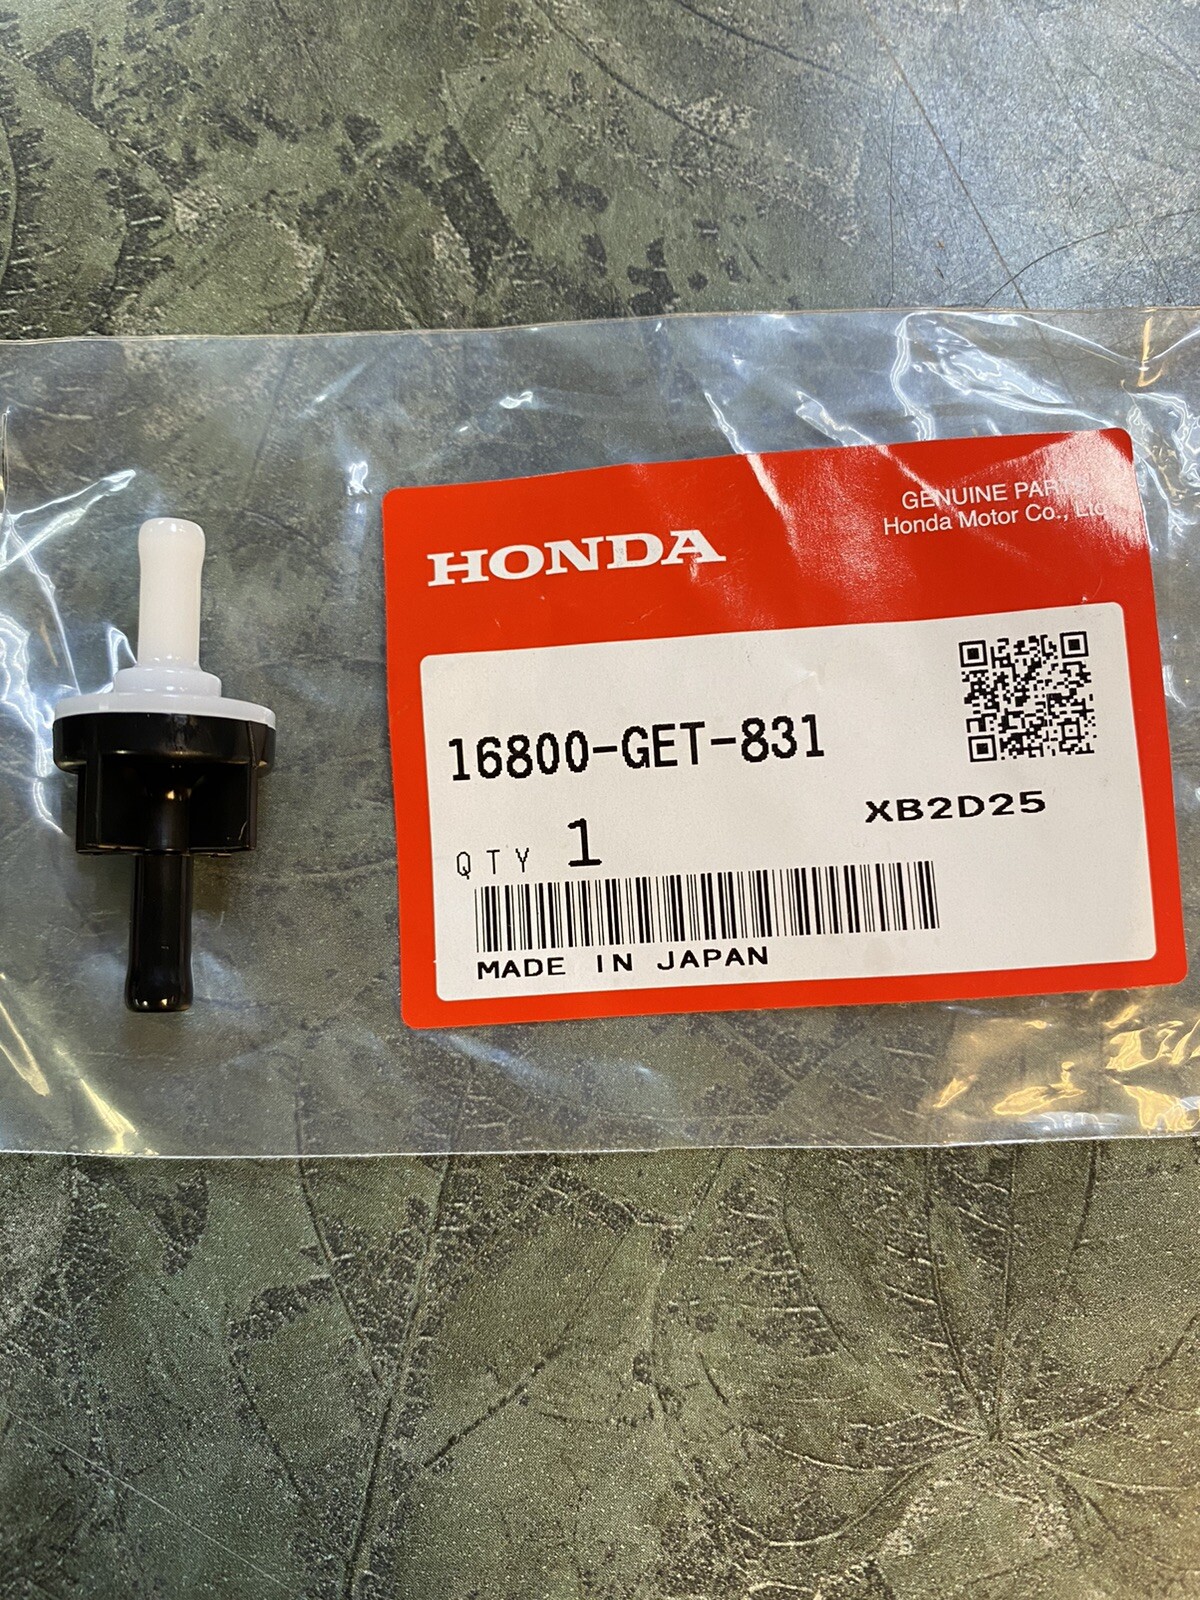 HONDA
GENUINE PARTS
Honda Motor Co., Ltd.
16800-GET-831
XB2D25
QTY 1
MADE IN JAPAN